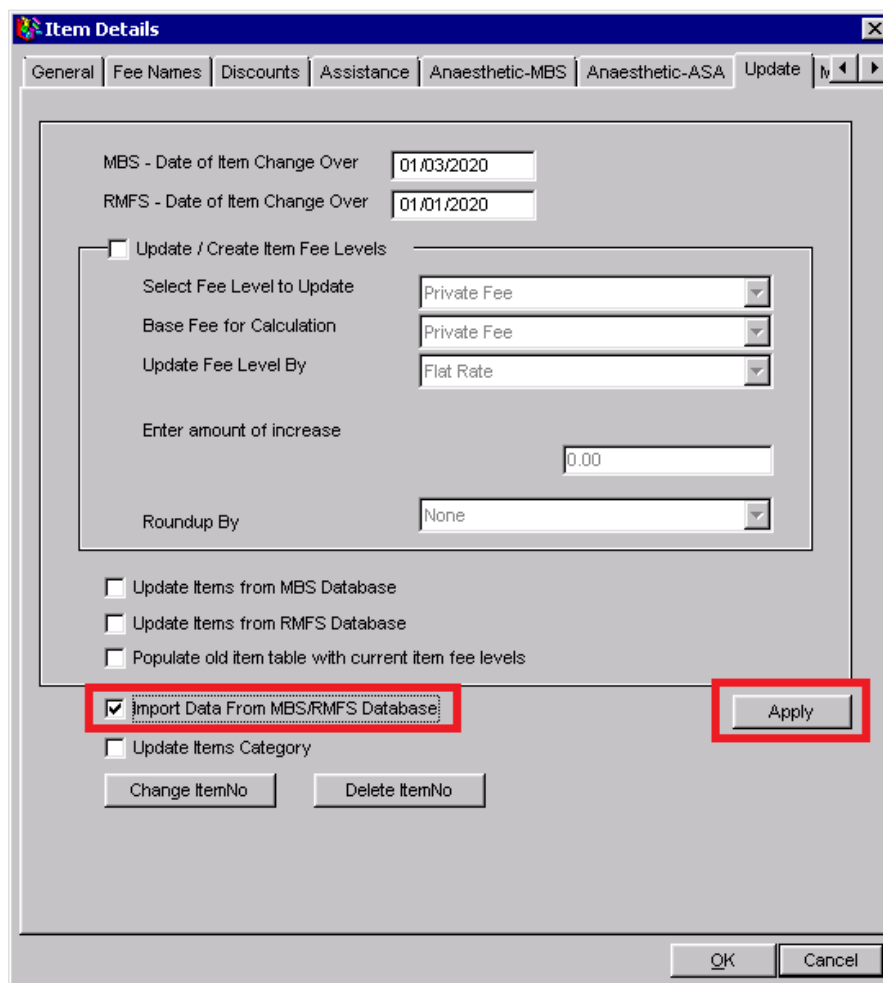 Item Details
General Fee Names Discounts Assistance Anaesthetic-MBS Anaesthetic-ASA Update
MBS - Date of Item Change Over 01/03/2020
RMFS - Date of Item Change Over 01/01/2020
Update / Create Item Fee Levels
Select Fee Level to Update Private Fee
Base Fee for Calculation Private Fee
Update Fee Level By Flat Rate
Enter amount of increase
0.00
Roundup By None
Update Items from MBS Database
Update Items from RMFS Database
Populate old item table with current item fee levels
Import Data From MBS/RMFS Database Apply
Update Items Category
Change ItemNo Delete ItemNo
OK Cancel